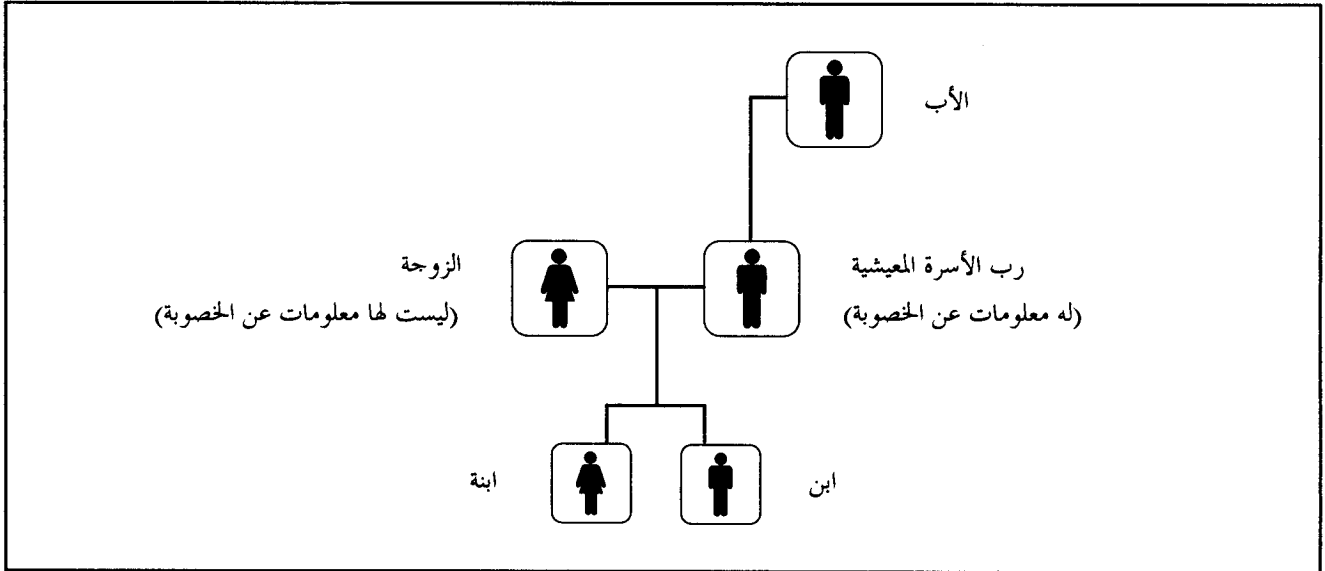 الأب
رب الأسرة المعيشية
(له معلومات عن الخصوبة)
الزوجة
(ليست لها معلومات عن الخصوبة)
ابن
ابنة